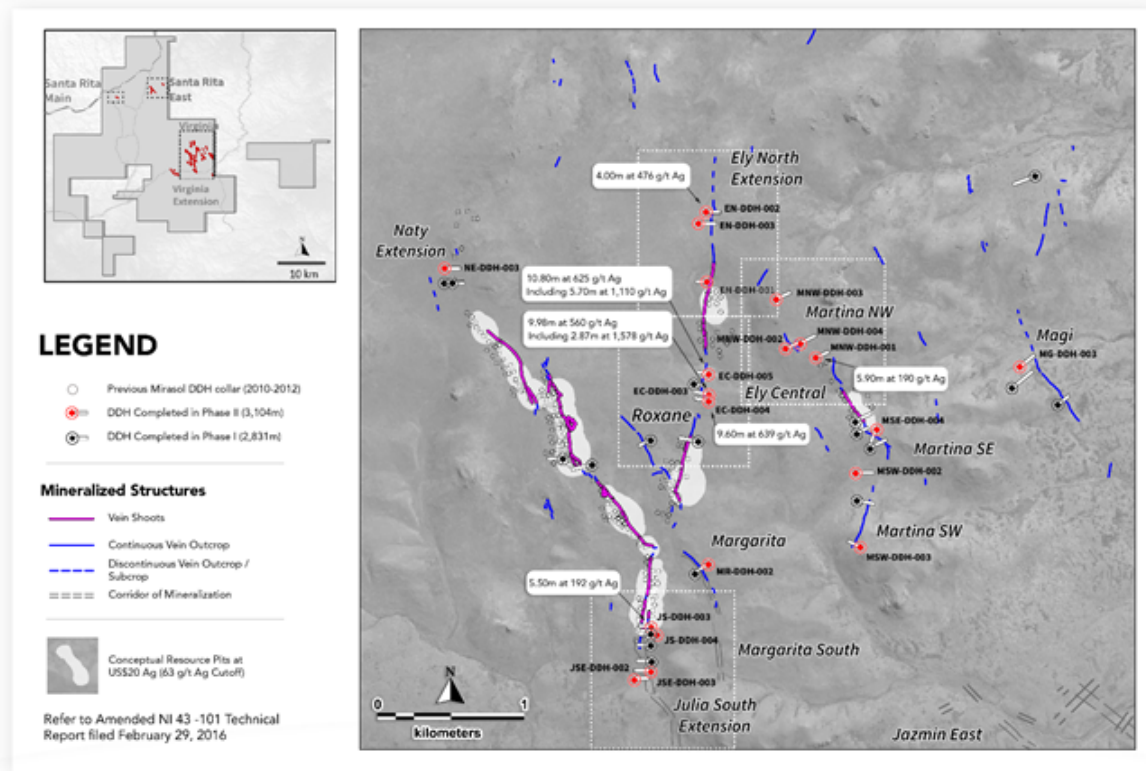 Santa Rita
Main
Santa Rita
East
Virginia
Virginia
Extension
N
10 km
LEGEND
Previous Mirasol DDH collar (2010-2012)
DDH Completed in Phase II (3,104m)
DDH Completed in Phase I (2,831m)
Mineralized Structures
Vein Shoots
Continuous Vein Outcrop
Discontinuous Vein Outcrop /
Subcrop
Corridor of Mineralization
Conceptual Resource Pits at
US$20 Ag (63 g/t Ag Cutoff)
Refer to Amended NI 43 -101 Technical
Report filed February 29, 2016
Ely North
Extension
4.00m at 476 g/t Ag
EN-DDH-002
EN-DDH-003
Naty
Extension
NE-DDH-003
10.80m at 625 g/t Ag
Including 5.70m at 1,110 g/t Ag
EN-DDH-001
MNW-DDH-003
Martina NW
9.98m at 560 g/t Ag
Including 2.87m at 1,578 g/t Ag
MNW-DDH-004
MNW-DDH-002
MNW-DDH-001
Magi
MG-DDH-003
EC-DDH-005
5.90m at 190 g/t Ag
EC-DDH-003
Ely Central
EC-DDH-004
Roxane
MSE-DDH-004
9.60m at 639 g/t Ag
Martina SE
MSW-DDH-002
Martina SW
Margarita
MSW-DDH-003
MR-DDH-002
5.50m at 192 g/t Ag
JS-DDH-003
JS-DDH-004
Margarita South
JSE-DDH-002
JSE-DDH-003
N
0
1
kilometers
Julia South
Extension
Jazmin East